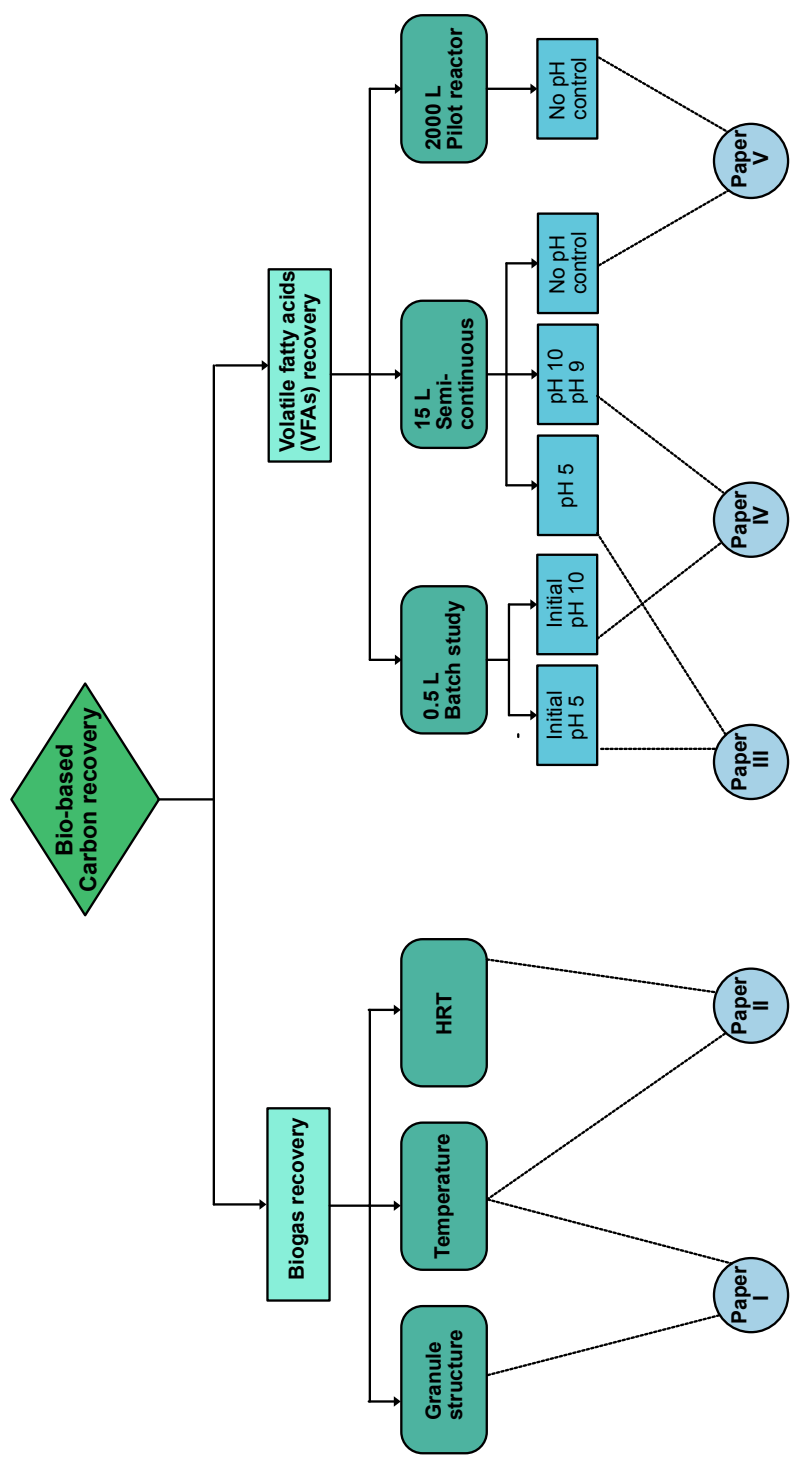 Bio-based
Carbon recovery
Biogas recovery
Volatile fatty acids
(VFAs) recovery
Granule
structure
Temperature
HRT
0.5 L
Batch study
15 L
Semi-
continuous
2000 L
Pilot reactor
Initial
pH 5
Initial
pH 10
pH 5
pH 10
pH 9
No pH
control
No pH
control
Paper
I
Paper
II
Paper
III
Paper
IV
Paper
V